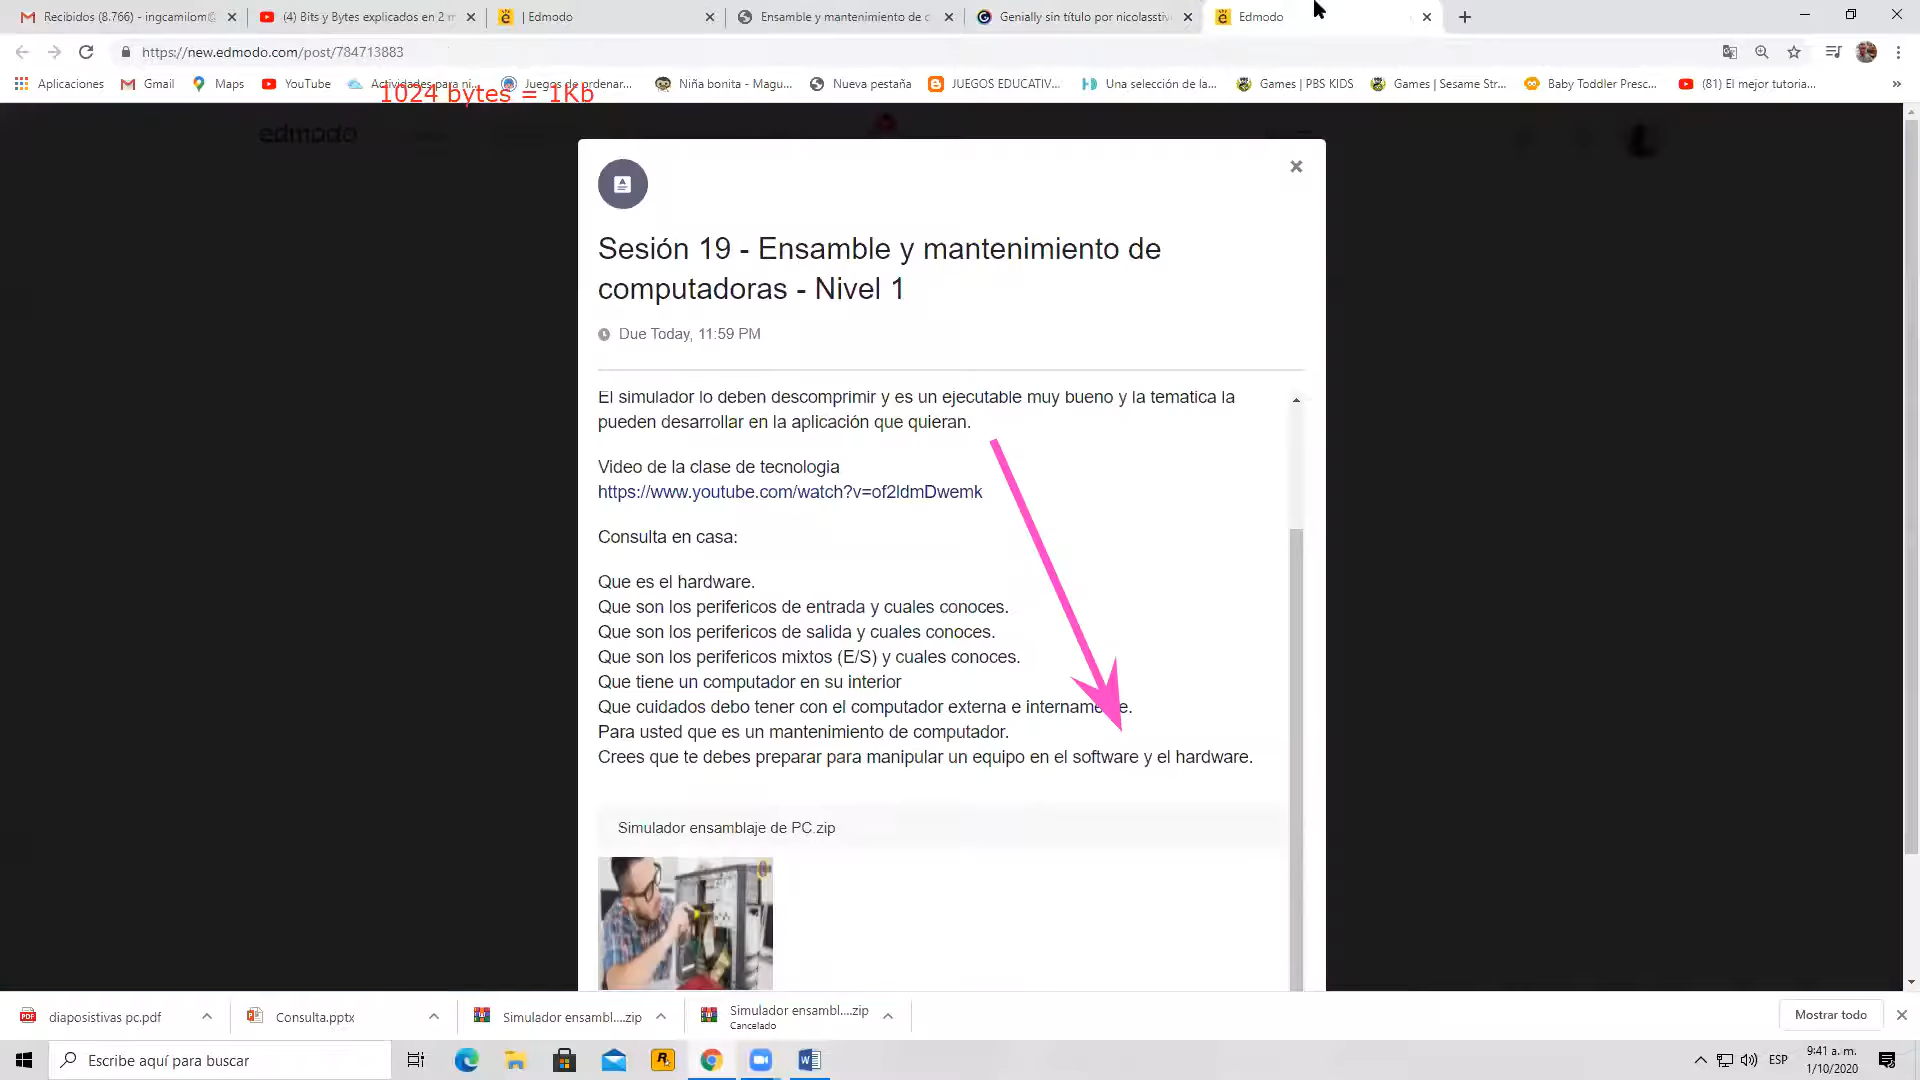 Recibidos (8.766) - ingcamilom@
(4) Bits y Bytes explicados en 2 m
| Edmodo
Ensamble y mantenimiento de c
Genially sin título por nicolasstiv
Edmodo
https://new.edmodo.com/post/784713883
Aplicaciones
Gmail
Maps
YouTube
Actividades para ni...
Juegos de ordenar...
Niña bonita - Magu...
Nueva pestaña
JUEGOS EDUCATIV...
Una selección de la...
Games | PBS KIDS
Games | Sesame Str...
Baby Toddler Presc...
(81) El mejor tutoria...
»
1024 bytes = 1Kb
edmodo
Sesión 19 - Ensamble y mantenimiento de
computadoras - Nivel 1
Due Today, 11:59 PM
El simulador lo deben descomprimir y es un ejecutable muy bueno y la tematica la
pueden desarrollar en la aplicación que quieran.
Video de la clase de tecnologia
https://www.youtube.com/watch?v=of2ldmDwemk
Consulta en casa:
Que es el hardware.
Que son los perifericos de entrada y cuales conoces.
Que son los perifericos de salida y cuales conoces.
Que son los perifericos mixtos (E/S) y cuales conoces.
Que tiene un computador en su interior
Que cuidados debo tener con el computador externa e internamente.
Para usted que es un mantenimiento de computador.
Crees que te debes preparar para manipular un equipo en el software y el hardware.
Simulador ensamblaje de PC.zip
diaposistivas pc.pdf
Consulta.pptx
Simulador ensambl....zip
Simulador ensambl....zip
Cancelado
Mostrar todo
Escribe aquí para buscar
ESP
9:41 a. m.
1/10/2020